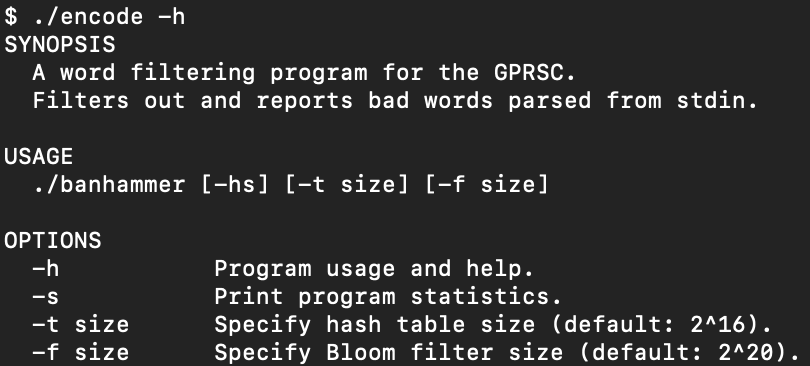 $ ./encode -h
SYNOPSIS
  A word filtering program for the GPRSC.
  Filters out and reports bad words parsed from stdin.

USAGE
  ./banhammer [-hs] [-t size] [-f size]

OPTIONS
  -h           Program usage and help.
  -s           Print program statistics.
  -t size      Specify hash table size (default: 2^16).
  -f size      Specify Bloom filter size (default: 2^20).